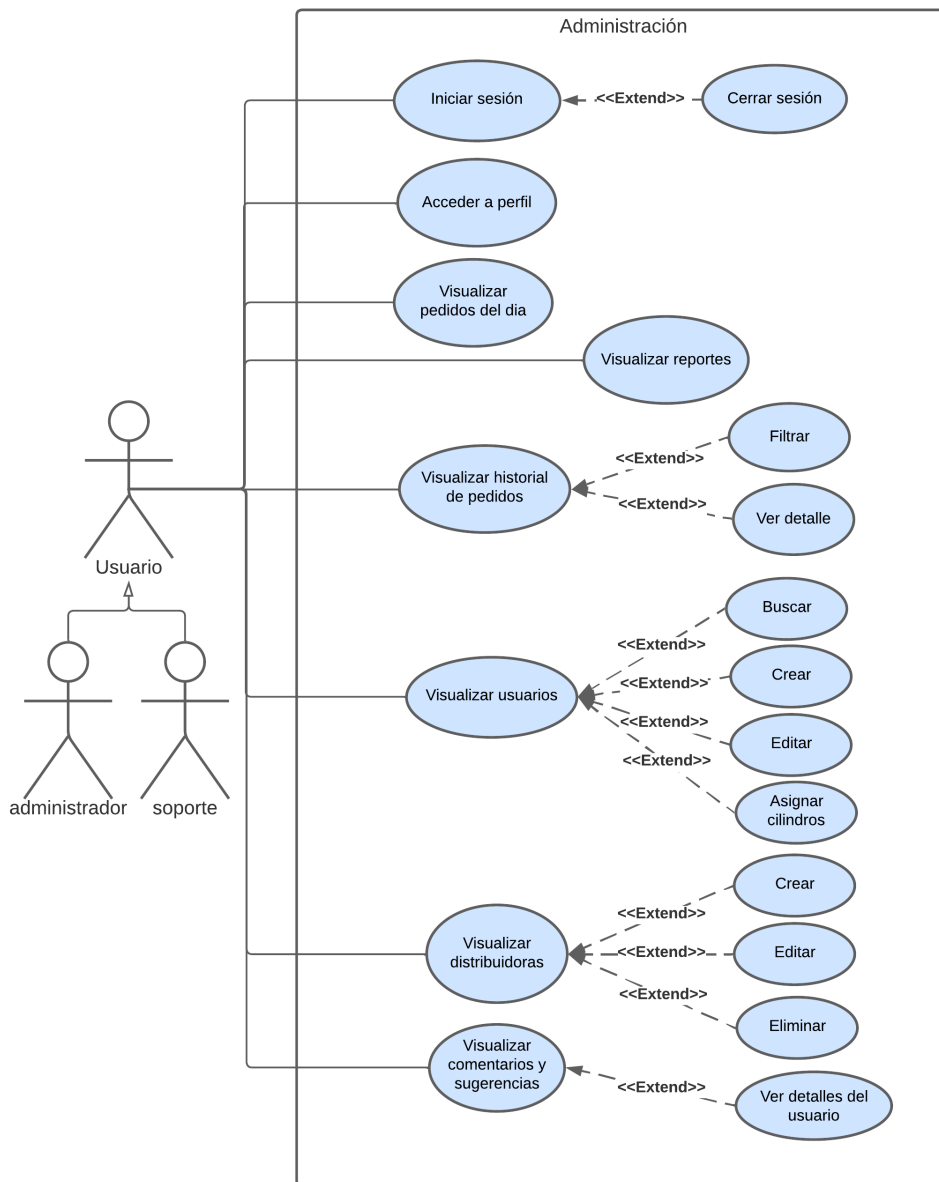 Administración
Iniciar sesión
<<Extend>>
Cerrar sesión
Acceder a perfil
Visualizar
pedidos del dia
Visualizar reportes
Visualizar historial
de pedidos
<<Extend>>
Filtrar
<<Extend>>
Ver detalle
Usuario
administrador
soporte
Visualizar usuarios
<<Extend>>
Buscar
<<Extend>>
Crear
<<Extend>>
Editar
<<Extend>>
Asignar
cilindros
Visualizar
distribuidoras
<<Extend>>
Crear
<<Extend>>
Editar
<<Extend>>
Eliminar
Visualizar
comentarios y
sugerencias
<<Extend>>
Ver detalles del
usuario